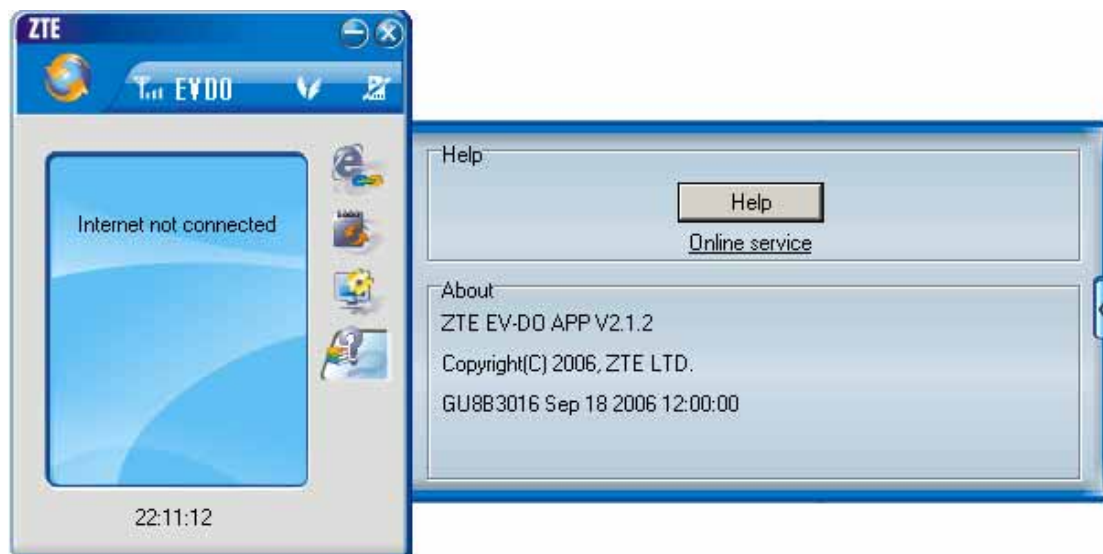 ZTE
EVDO
Internet not connected
22:11:12
Help
Help
Online service
About
ZTE EV-DO APP V2.1.2
Copyright(C) 2006, ZTE LTD.
GU8B3016 Sep 18 2006 12:00:00